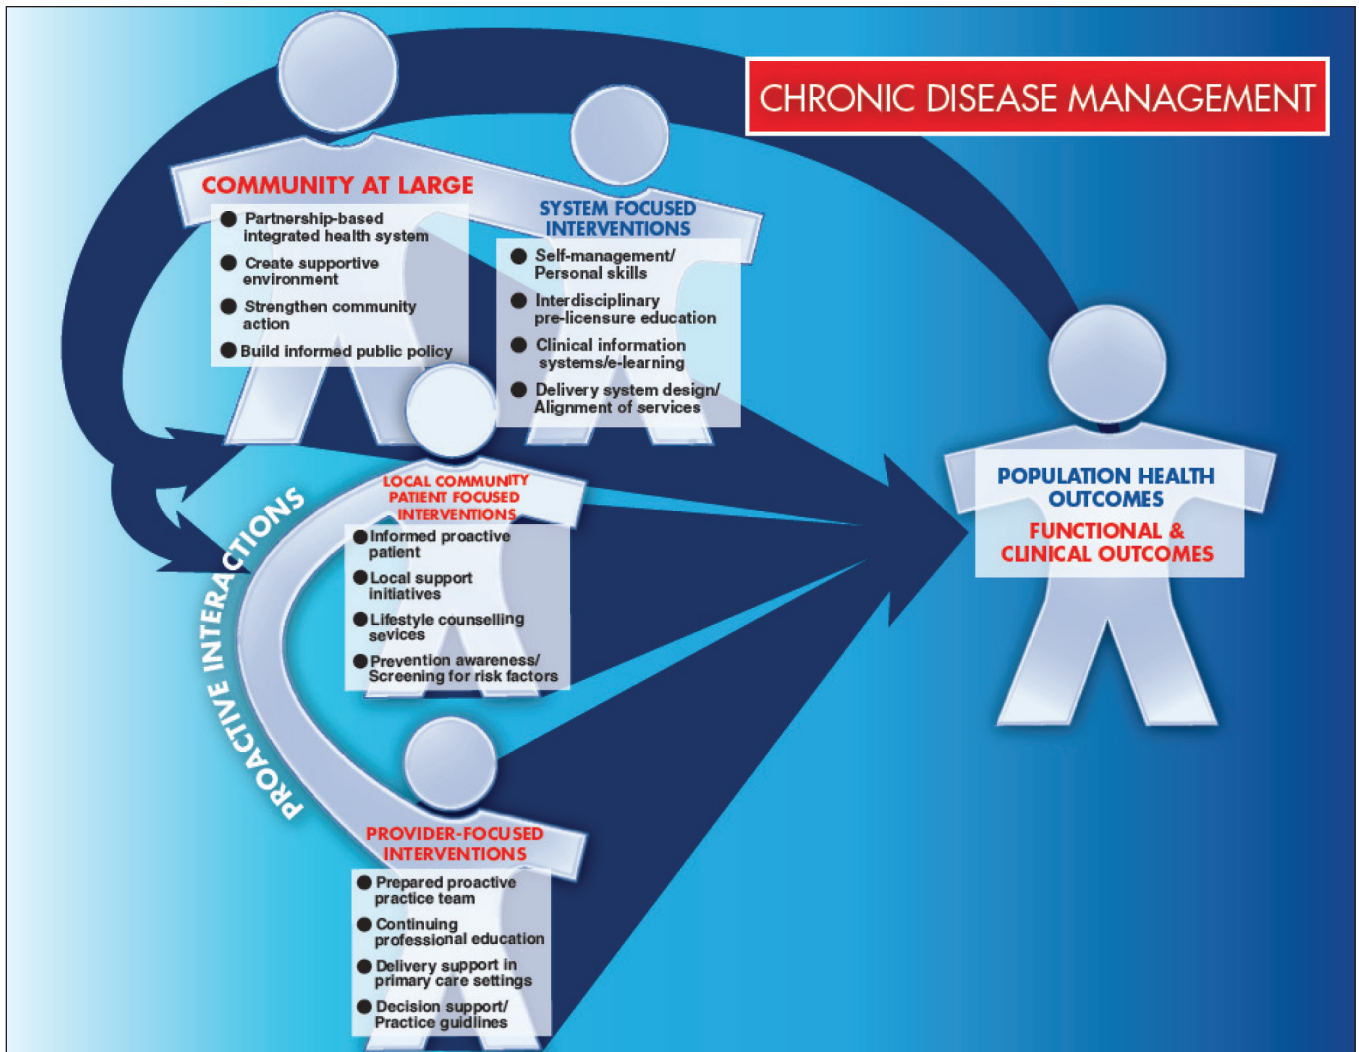 CHRONIC DISEASE MANAGEMENT
COMMUNITY AT LARGE
● Partnership-based
integrated health system
● Create supportive
environment
● Strengthen community
action
● Build informed public policy
SYSTEM FOCUSED
INTERVENTIONS
● Self-management/
Personal skills
● Interdisciplinary
pre-licensure education
● Clinical information
systems/e-learning
● Delivery system design/
Alignment of services
LOCAL COMMUNITY
PATIENT FOCUSED
INTERVENTIONS
● Informed proactive
patient
● Local support
initiatives
● Lifestyle counselling
sevices
● Prevention awareness/
Screening for risk factors
PROACTIVE INTERACTIONS
PROVIDER-FOCUSED
INTERVENTIONS
● Prepared proactive
practice team
● Continuing
professional education
● Delivery support in
primary care settings
● Decision support/
Practice guidlines
POPULATION HEALTH
OUTCOMES
FUNCTIONAL &
CLINICAL OUTCOMES